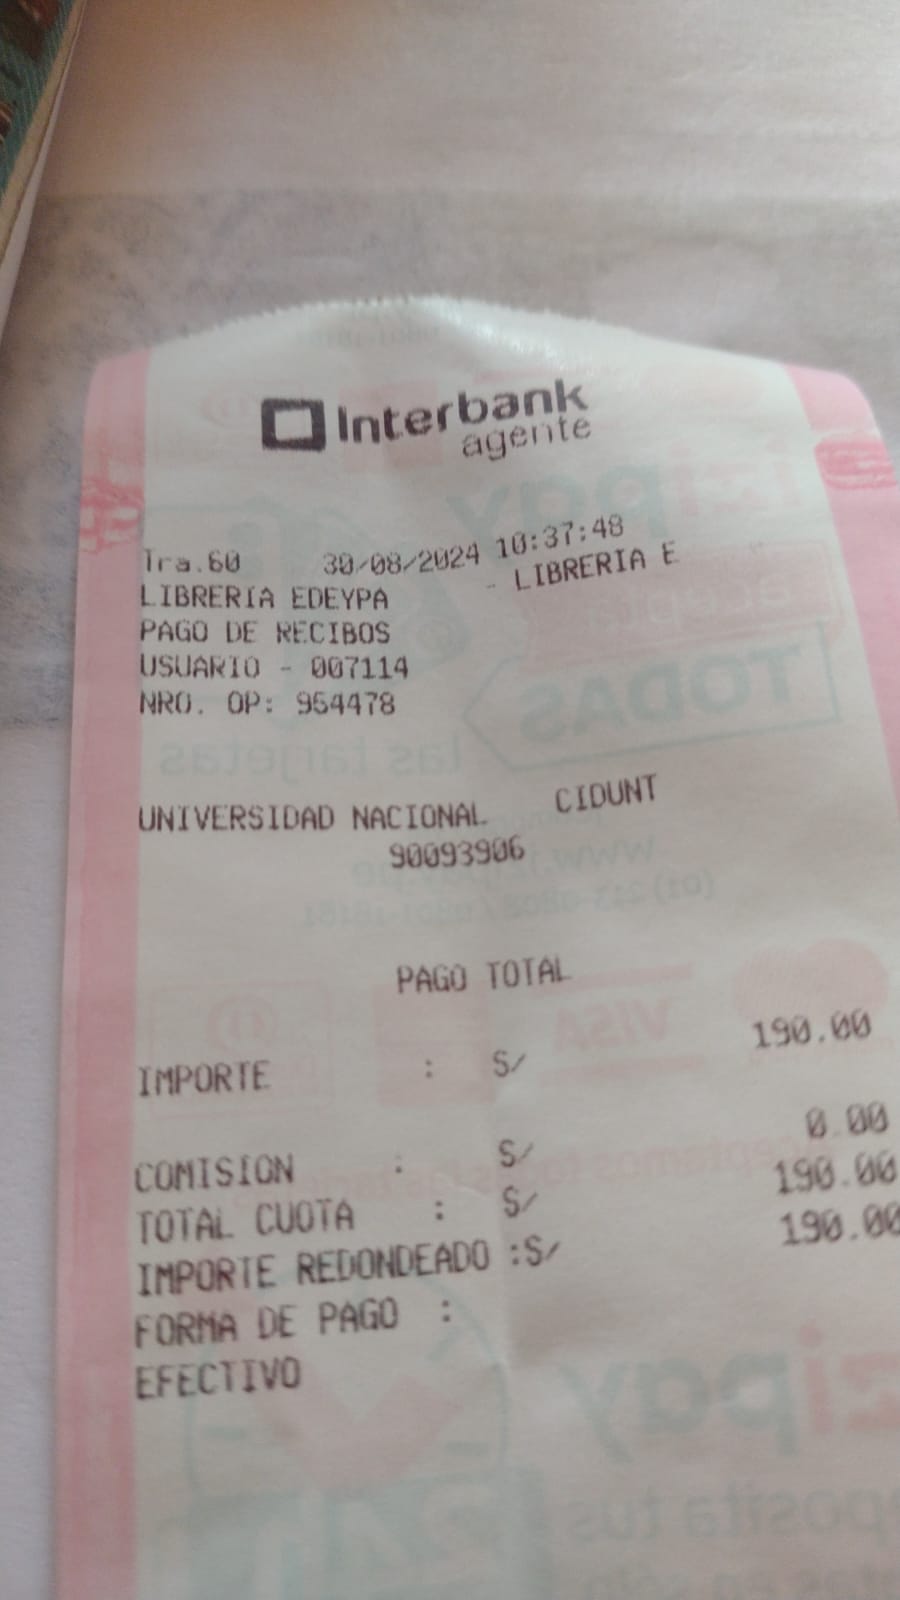 Interbank
agente
Tra.60 30/08/2024 10:37:48
LIBRERIA EDEYPA - LIBRERIA E
PAGO DE RECIBOS
USUARIO - 007114
NRO. OP: 954478
UNIVERSIDAD NACIONAL CIDUNT
90093906
PAGO TOTAL
IMPORTE : S/ 190.00
COMISION : S/ 0.00
TOTAL CUOTA : S/ 190.00
IMPORTE REDONDEADO :S/ 190.00
FORMA DE PAGO :
EFECTIVO